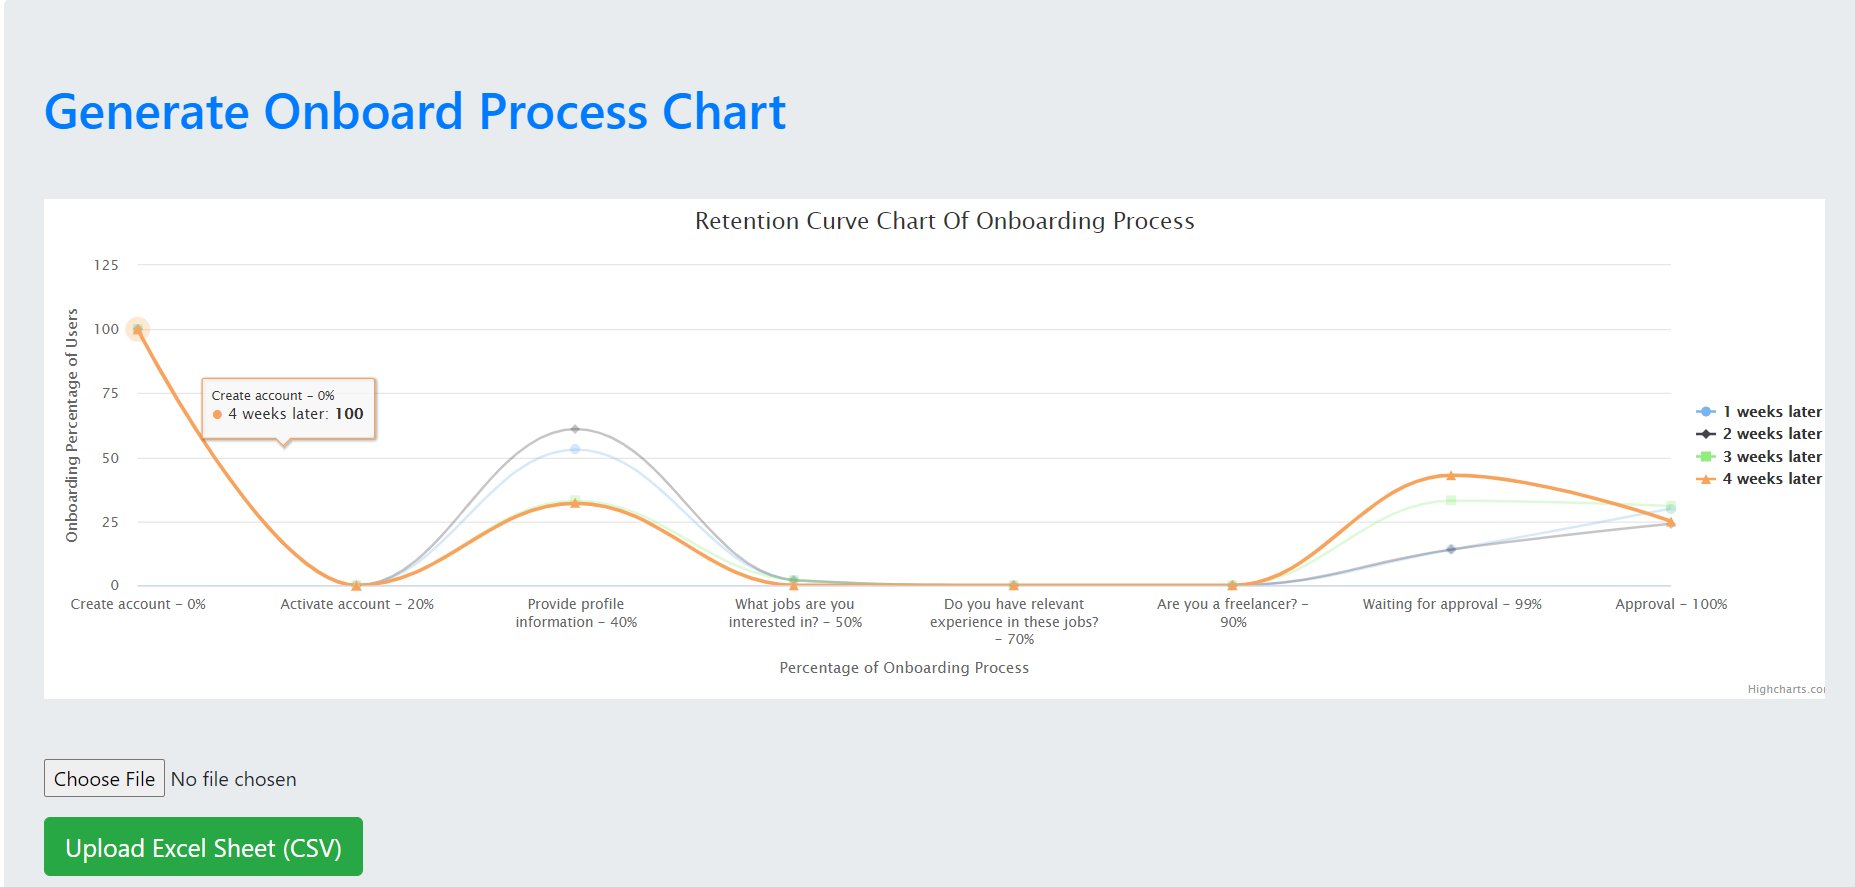 Generate Onboard Process Chart
Retention Curve Chart Of Onboarding Process
Onboarding Percentage of Users
125
100
75
50
25
0
Create account – 0%
4 weeks later: 100
1 weeks later
2 weeks later
3 weeks later
4 weeks later
Create account – 0%
Activate account – 20%
Provide profile
information – 40%
What jobs are you
interested in? – 50%
Do you have relevant
experience in these jobs?
– 70%
Are you a freelancer? –
90%
Waiting for approval – 99%
Approval – 100%
Percentage of Onboarding Process
Highcharts.co
Choose File No file chosen
Upload Excel Sheet (CSV)